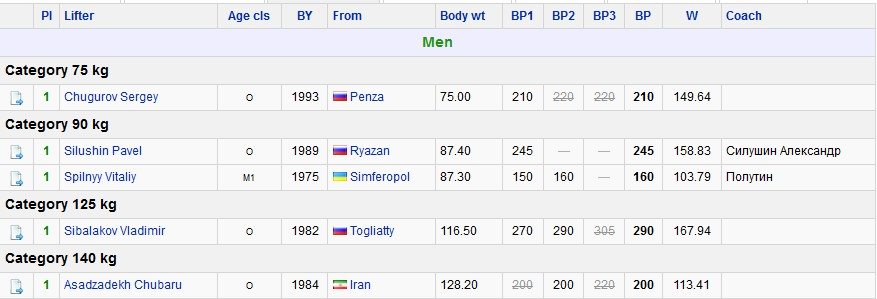 Pl Lifter Age cls BY From Body wt BP1 BP2 BP3 BP W Coach
Men
Category 75 kg
1 Chugurov Sergey O 1993 Penza 75.00 210 220 220 210 149.64
Category 90 kg
1 Silushin Pavel O 1989 Ryazan 87.40 245 — — 245 158.83 Силушин Александр
1 Spilnyy Vitaliy M1 1975 Simferopol 87.30 150 160 — 160 103.79 Полутин
Category 125 kg
1 Sibalakov Vladimir O 1982 Togliatty 116.50 270 290 305 290 167.94
Category 140 kg
1 Asadzadekh Chubaru O 1984 Iran 128.20 200 200 220 200 113.41